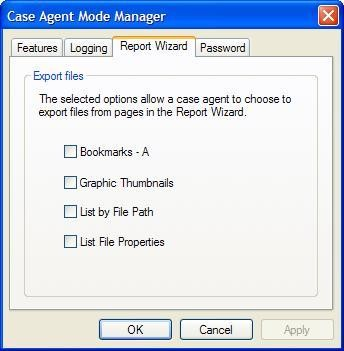 Case Agent Mode Manager
Features Logging Report Wizard Password
Export files
The selected options allow a case agent to choose to
export files from pages in the Report Wizard.
Bookmarks - A
Graphic Thumbnails
List by File Path
List File Properties
OK Cancel Apply